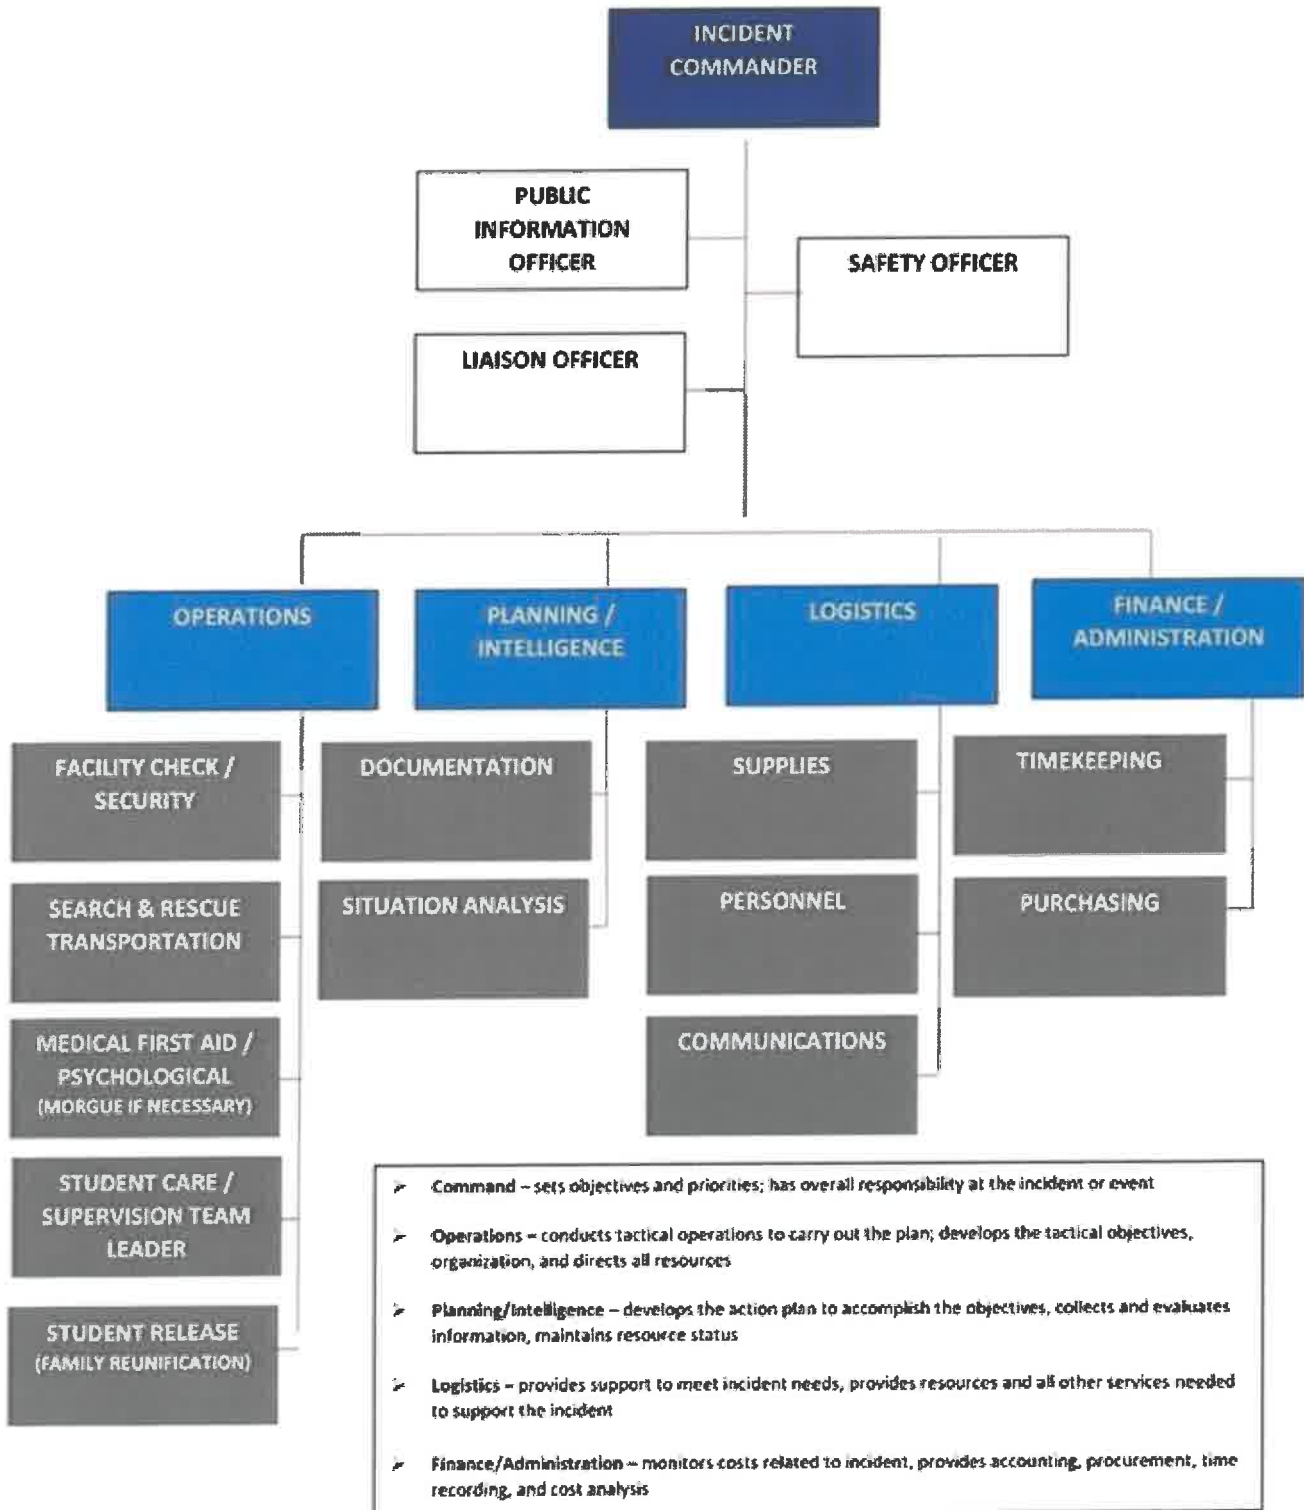 INCIDENT
COMMANDER
PUBLIC
INFORMATION
OFFICER
SAFETY OFFICER
LIAISON OFFICER
OPERATIONS
PLANNING /
INTELLIGENCE
LOGISTICS
FINANCE /
ADMINISTRATION
FACILITY CHECK /
SECURITY
DOCUMENTATION
SUPPLIES
TIMEKEEPING
SEARCH & RESCUE
TRANSPORTATION
SITUATION ANALYSIS
PERSONNEL
PURCHASING
MEDICAL FIRST AID /
PSYCHOLOGICAL
(MORGUE IF NECESSARY)
COMMUNICATIONS
STUDENT CARE /
SUPERVISION TEAM
LEADER
STUDENT RELEASE
(FAMILY REUNIFICATION)
➢ Command – sets objectives and priorities; has overall responsibility at the incident or event
➢ Operations – conducts tactical operations to carry out the plan; develops the tactical objectives,
organization, and directs all resources
➢ Planning/Intelligence – develops the action plan to accomplish the objectives, collects and evaluates
information, maintains resource status
➢ Logistics – provides support to meet incident needs, provides resources and all other services needed
to support the incident
➢ Finance/Administration – monitors costs related to incident, provides accounting, procurement, time
recording, and cost analysis